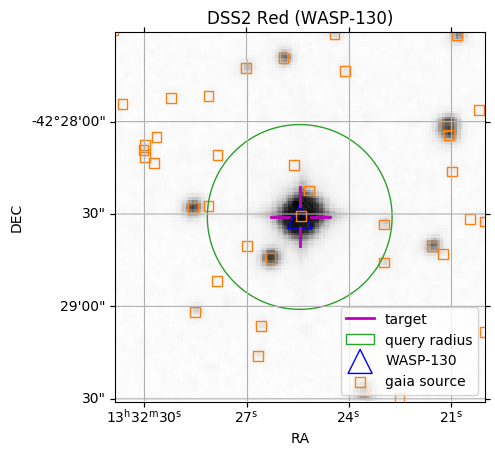 DSS2 Red (WASP-130)
-42°28'00"
30"
29'00"
30"
DEC
13ʰ32ᵐ30ˢ 27ˢ 24ˢ 21ˢ
RA
target
query radius
WASP-130
gaia source